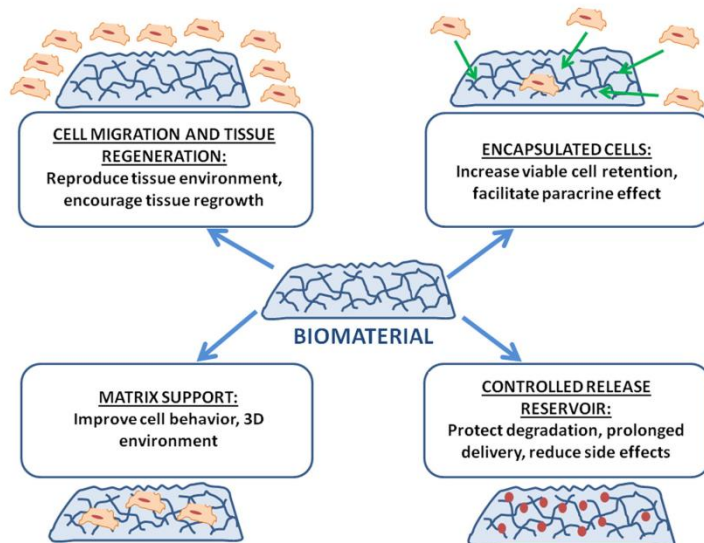 CELL MIGRATION AND TISSUE
REGENERATION:
Reproduce tissue environment,
encourage tissue regrowth
ENCAPSULATED CELLS:
Increase viable cell retention,
facilitate paracrine effect
BIOMATERIAL
MATRIX SUPPORT:
Improve cell behavior, 3D
environment
CONTROLLED RELEASE
RESERVOIR:
Protect degradation, prolonged
delivery, reduce side effects